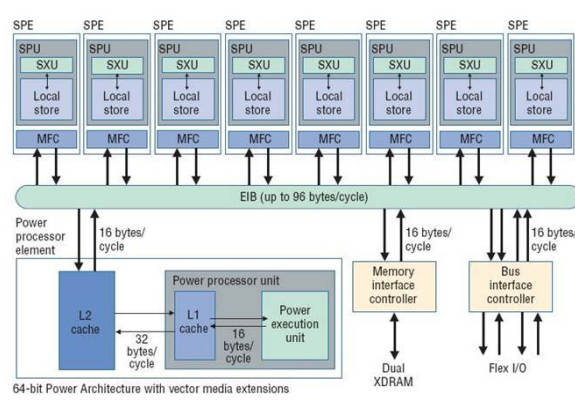 SPE SPE SPE SPE SPE SPE SPE SPE
SPU SPU SPU SPU SPU SPU SPU SPU
SXU SXU SXU SXU SXU SXU SXU SXU
Local store Local store Local store Local store Local store Local store Local store Local store
MFC MFC MFC MFC MFC MFC MFC MFC
EIB (up to 96 bytes/cycle)
Power
processor
element
16 bytes/
cycle
16 bytes/
cycle
16 bytes/
cycle
Power processor unit
L2
cache
L1
cache
Power
execution
unit
32
bytes/
cycle
16
bytes/
cycle
Memory
interface
controller
Bus
interface
controller
Dual
XDRAM
Flex I/O
64-bit Power Architecture with vector media extensions